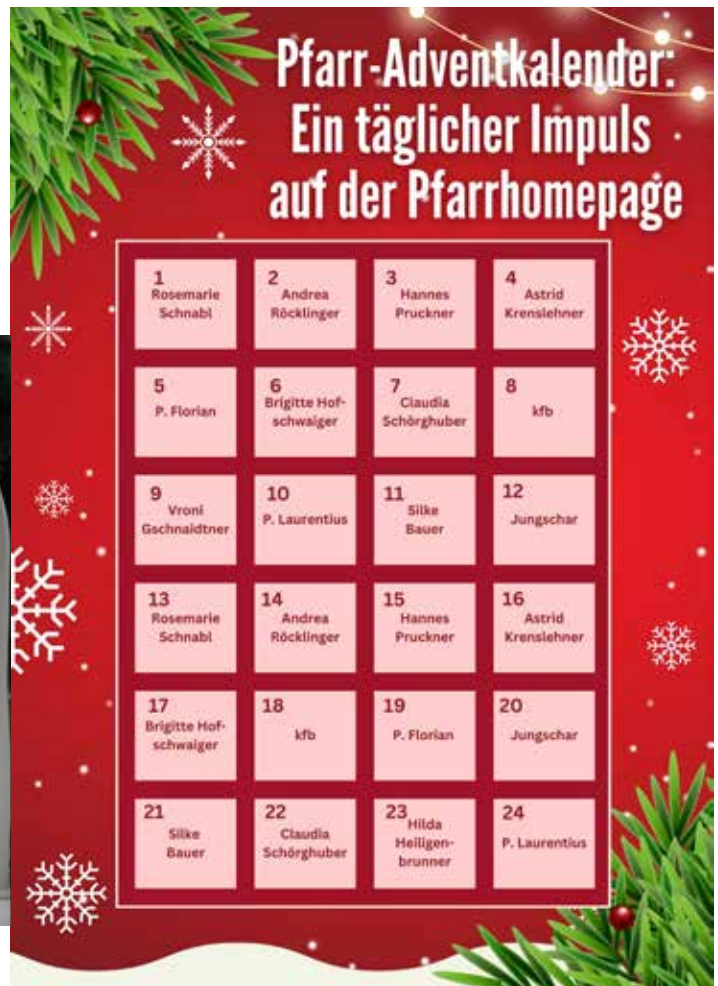 Pfarr-Adventkalender:
Ein täglicher Impuls
auf der Pfarrhomepage
1
Rosemarie
Schnabl
2
Andrea
Röcklinger
3
Hannes
Pruckner
4
Astrid
Krenslehner
5
P. Florian
6
Brigitte Hof-
schwaiger
7
Claudia
Schörghuber
8
kfb
9
Vroni
Gschnaidtner
10
P. Laurentius
11
Silke
Bauer
12
Jungschar
13
Rosemarie
Schnabl
14
Andrea
Röcklinger
15
Hannes
Pruckner
16
Astrid
Krenslehner
17
Brigitte Hof-
schwaiger
18
kfb
19
P. Florian
20
Jungschar
21
Silke
Bauer
22
Claudia
Schörghuber
23
Hilda
Heiligen-
brunner
24
P. Laurentius